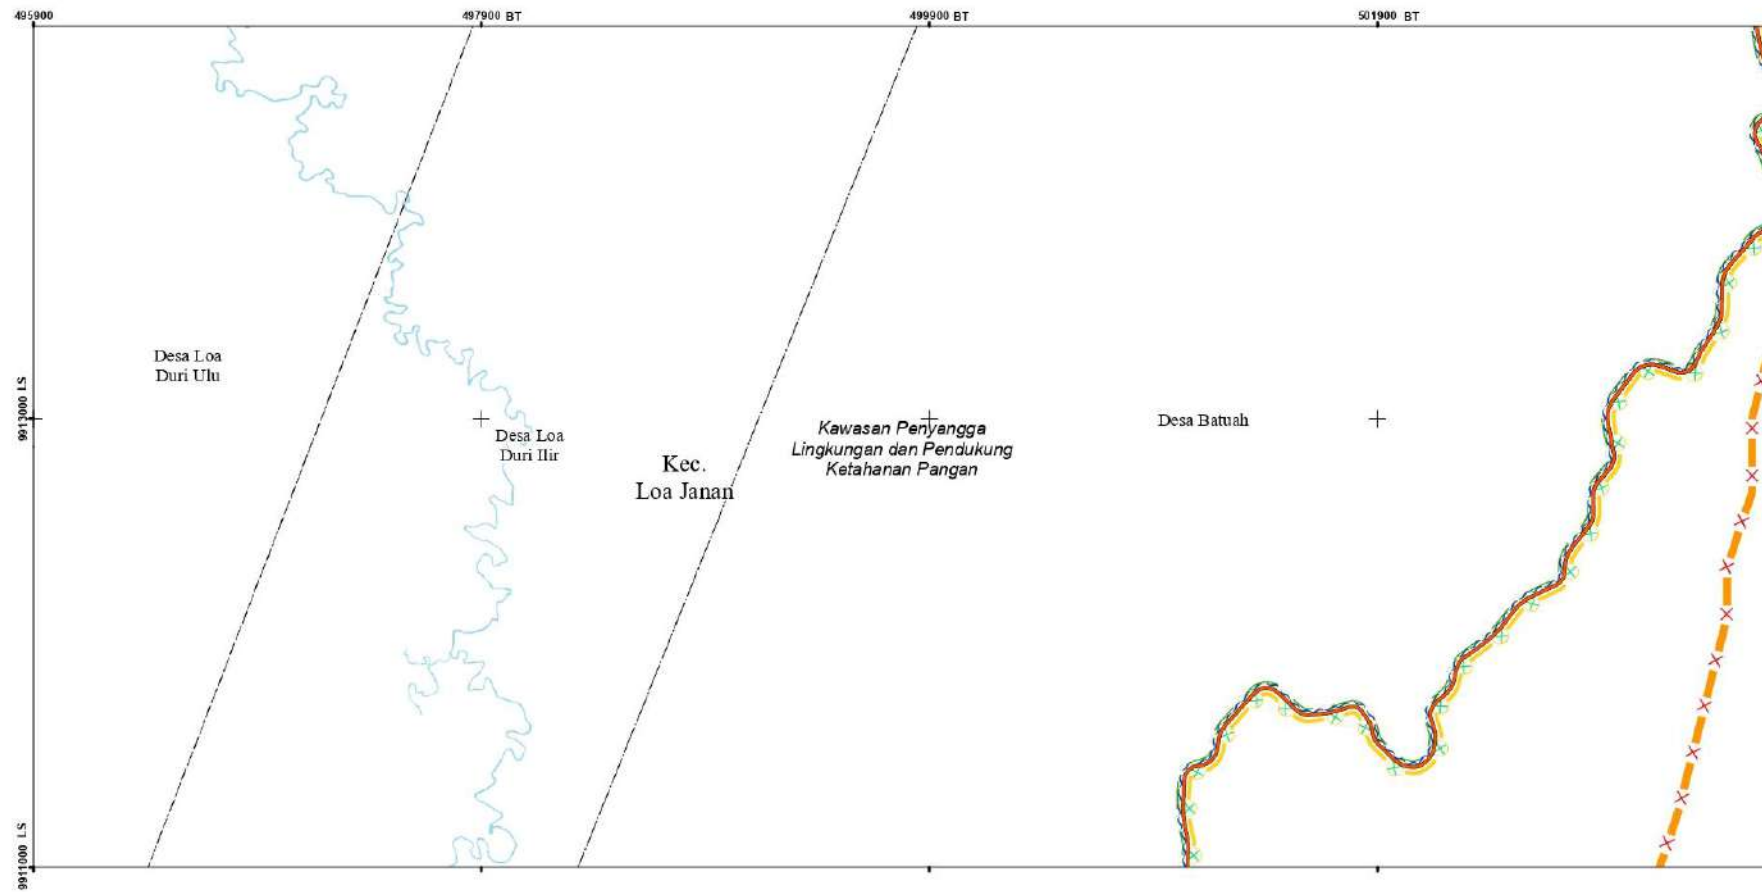 495900
497900 BT
499900 BT
501900 BT
Desa Loa
Duri Ulu
9913000 LS
Desa Loa
Duri Ilir
Kec.
Loa Janan
Kawasan Penyangga
Lingkungan dan Pendukung
Ketahanan Pangan
Desa Batuah
9911000 LS